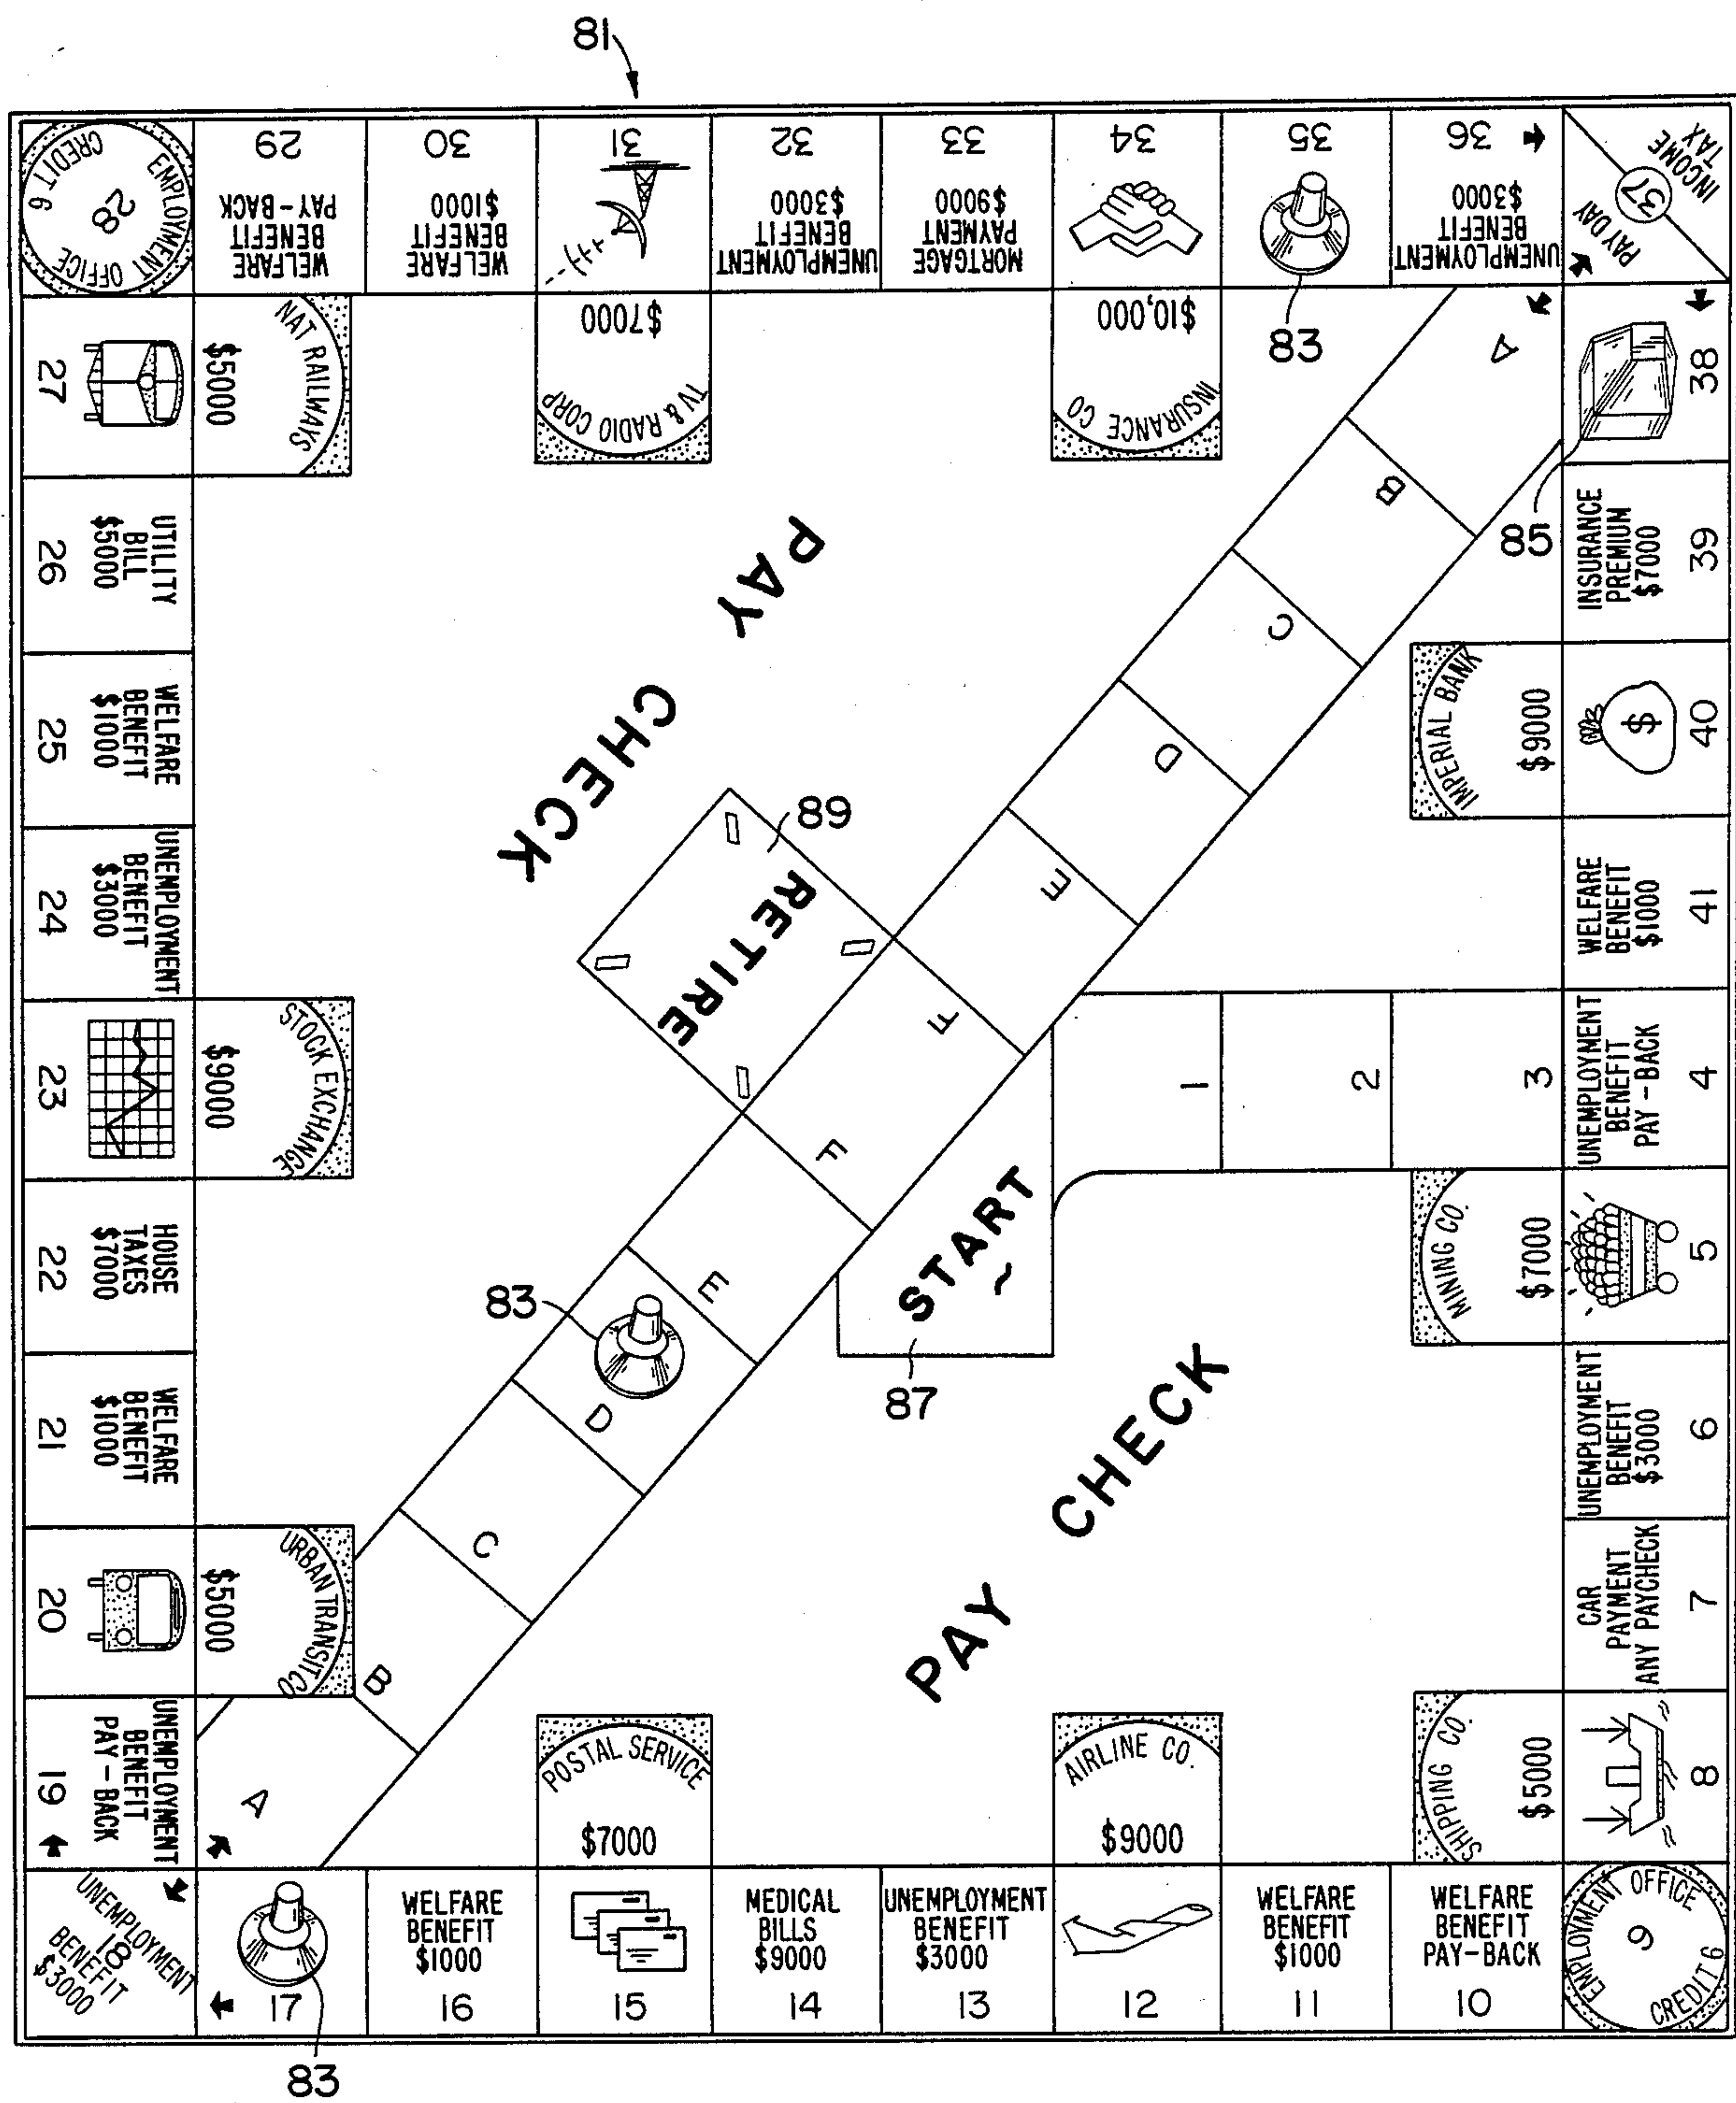 81
INCOME
TAX
37
PAY DAY
38
INSURANCE
PREMIUM
$7000
39
IMPERIAL BANK
$9000
$
40
WELFARE
BENEFIT
$1000
41
START
1
2
3
UNEMPLOYMENT
BENEFIT
PAY-BACK
4
MINING CO.
$7000
5
UNEMPLOYMENT
BENEFIT
$3000
6
CAR
PAYMENT
ANY PAYCHECK
7
SHIPPING CO.
$5000
8
EMPLOYMENT OFFICE
9
CREDIT 6
WELFARE
BENEFIT
PAY-BACK
10
WELFARE
BENEFIT
$1000
11
AIRLINE CO.
$9000
12
UNEMPLOYMENT
BENEFIT
$3000
13
MEDICAL
BILLS
$9000
14
POSTAL SERVICE
$7000
15
WELFARE
BENEFIT
$1000
16
17
UNEMPLOYMENT
18
BENEFIT
$3000
UNEMPLOYMENT
BENEFIT
PAY-BACK
19
URBAN TRANSIT CO
$5000
20
WELFARE
BENEFIT
$1000
21
HOUSE
TAXES
$7000
22
STOCK EXCHANGE
$9000
23
UNEMPLOYMENT
BENEFIT
$3000
24
WELFARE
BENEFIT
$1000
25
UTILITY
BILL
$5000
26
NAT RAILWAYS
$5000
27
EMPLOYMENT OFFICE
28
CREDIT 6
WELFARE
BENEFIT
PAY-BACK
29
WELFARE
BENEFIT
$1000
30
TV & RADIO CORP
$7000
31
UNEMPLOYMENT
BENEFIT
$3000
32
MORTGAGE
PAYMENT
$9000
33
INSURANCE CO
$10,000
34
35
UNEMPLOYMENT
BENEFIT
$3000
36
A
B
C
D
E
F
A
B
C
D
E
F
RETIRE
PAY CHECK
PAY CHECK
83
83
83
85
87
89